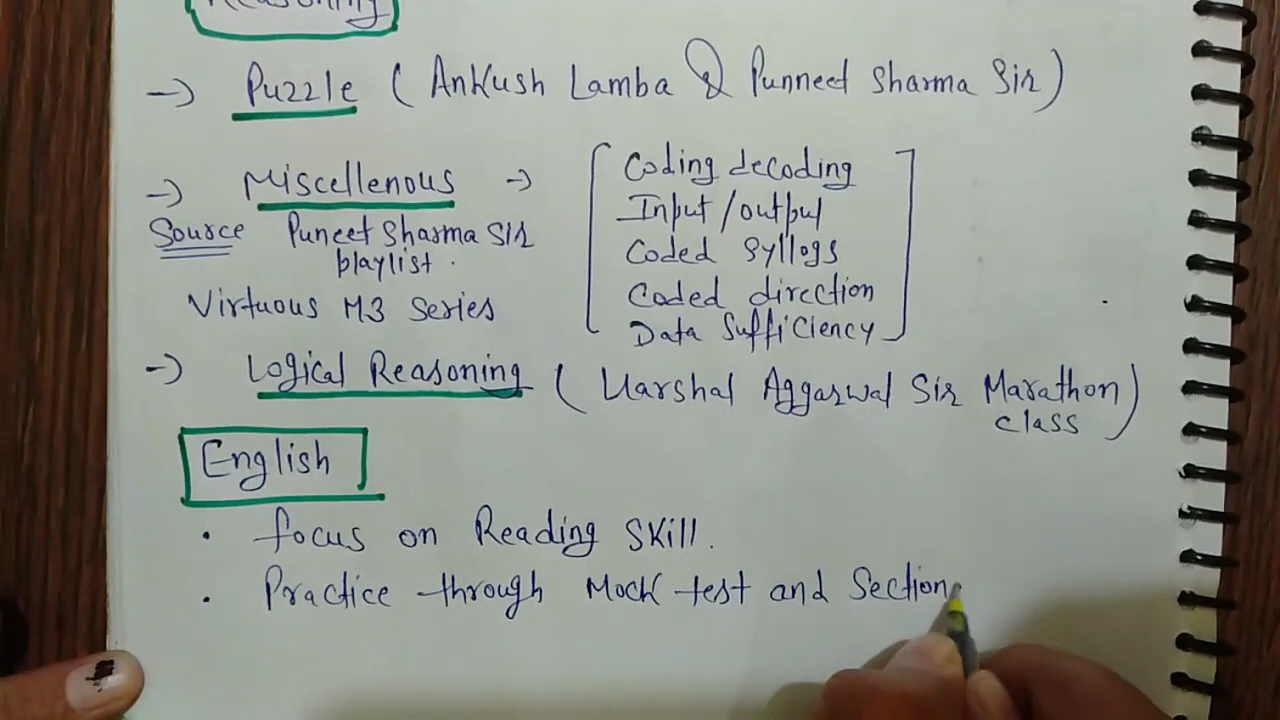 Reasoning
→ Puzzle ( Ankush Lamba & Punneet Sharma Sir )
→ Miscellenous →
Source Puneet Sharma Sir
playlist.
Virtuous M3 Series
Coding decoding
Input/output
Coded Syllogs
Coded direction
Data Sufficiency
→ Logical Reasoning ( Harshal Aggarwal Sir Marathon
class )
English
• focus on Reading Skill.
• Practice through Mock test and Section